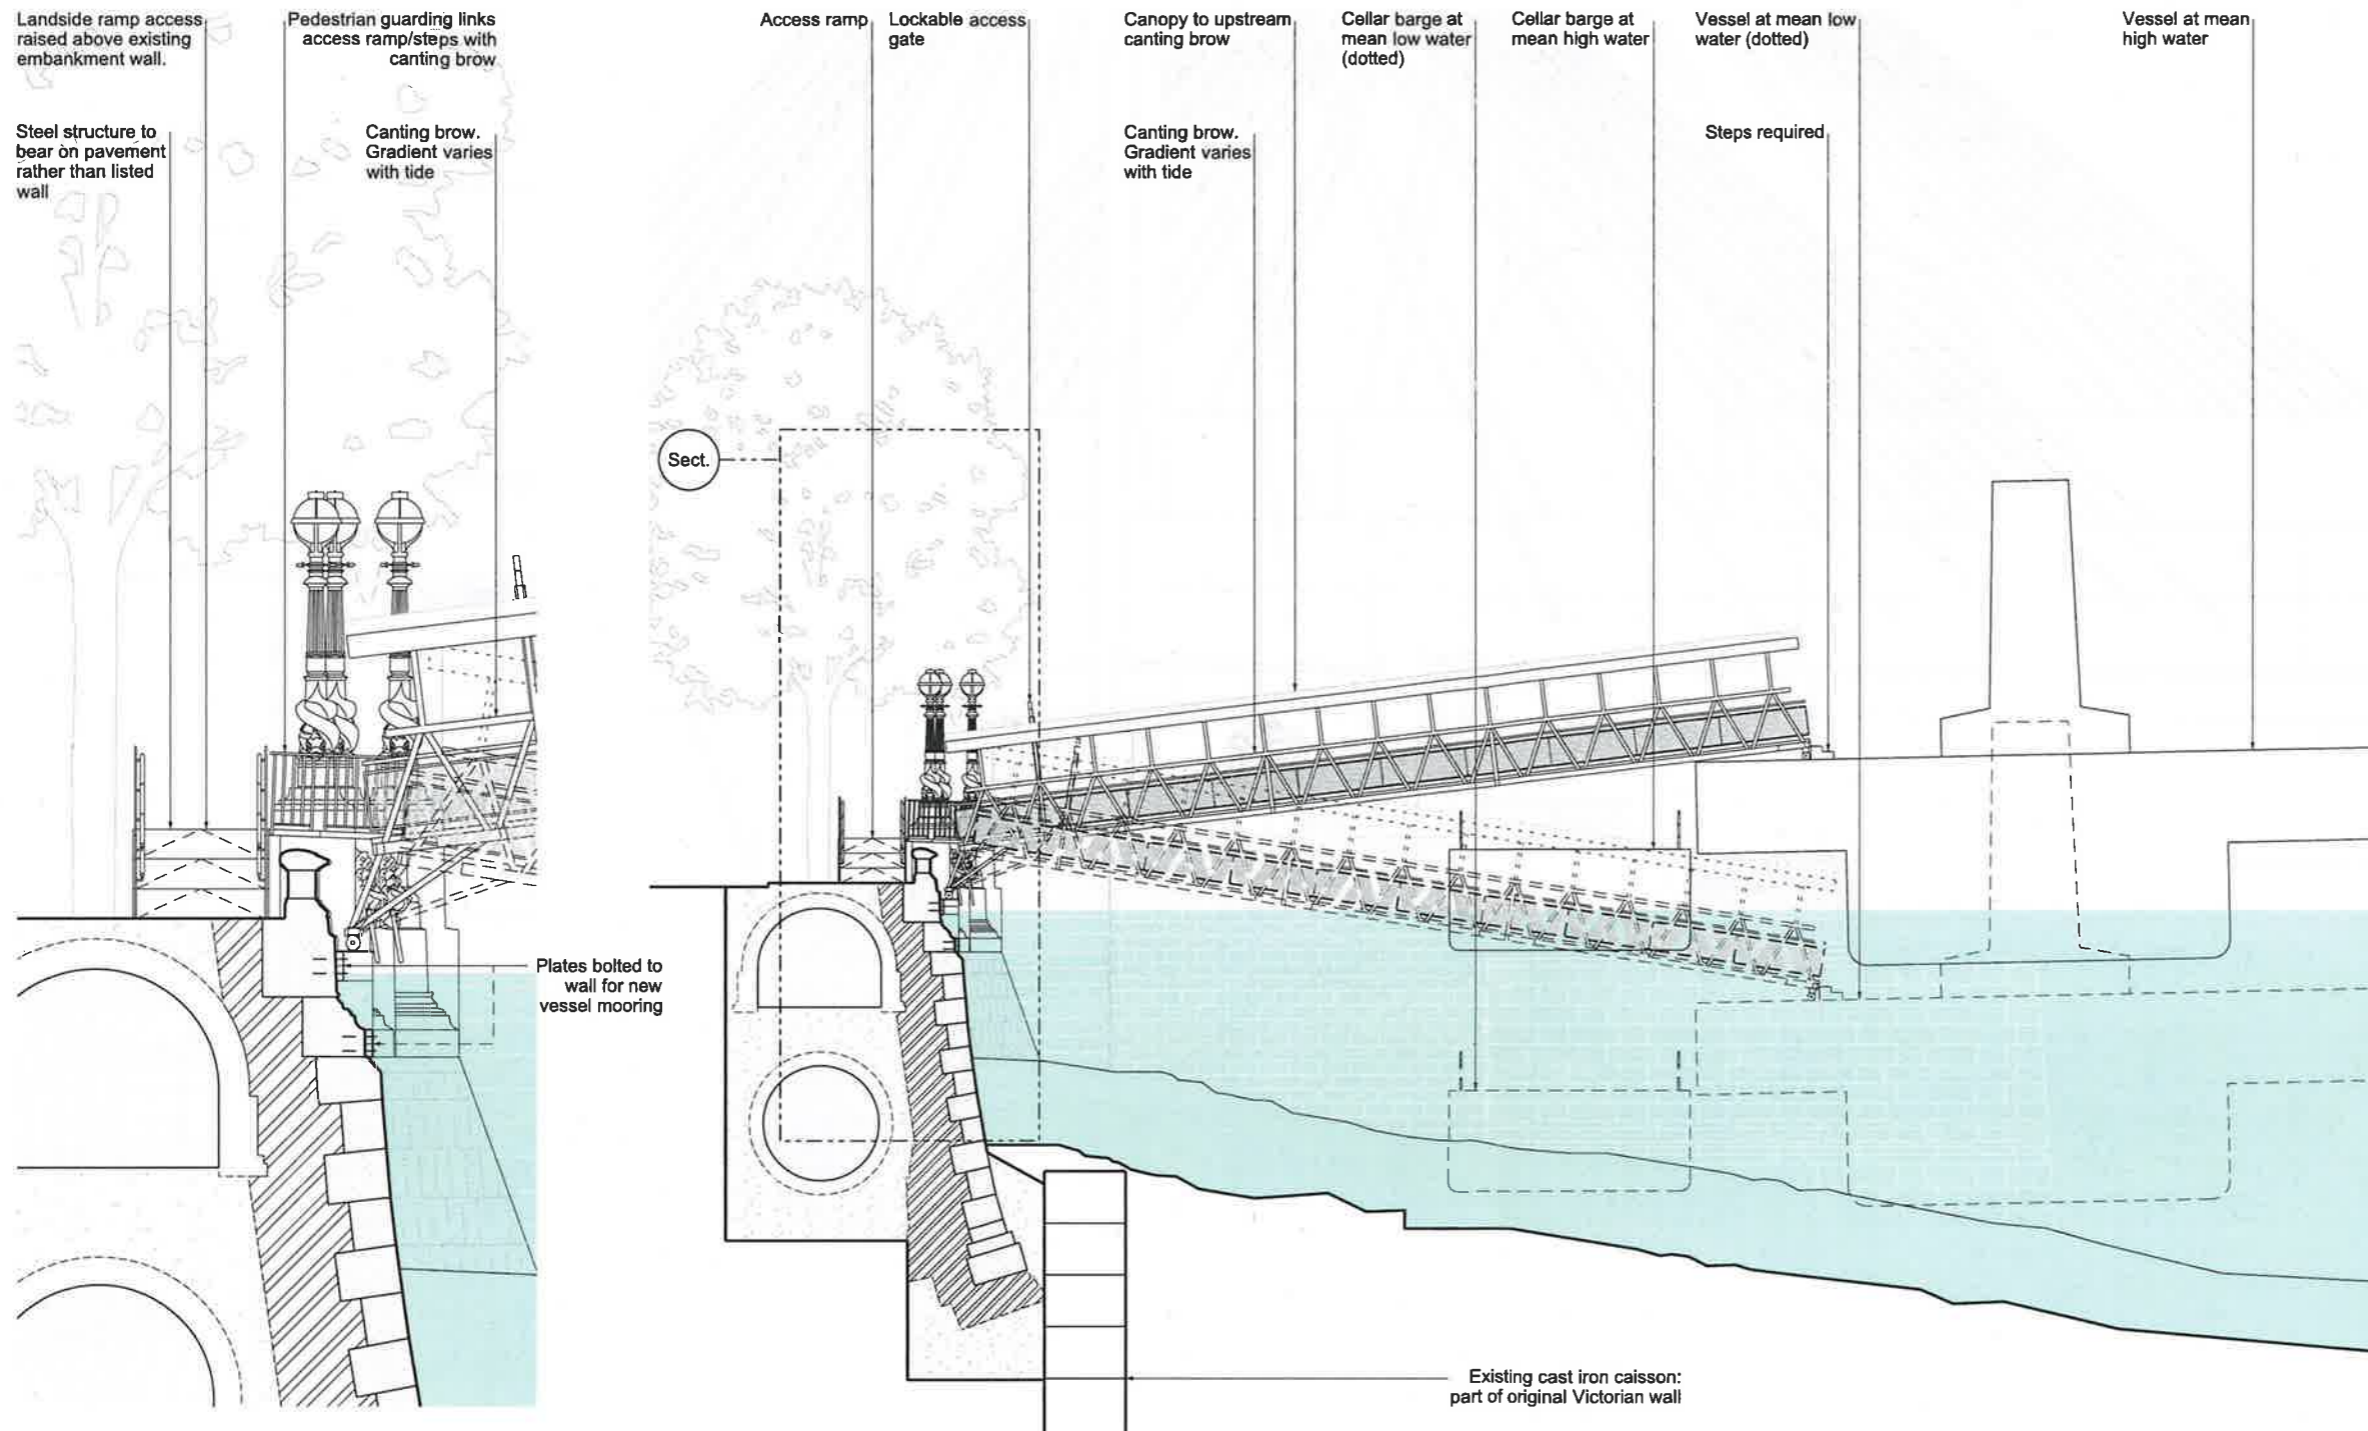 Landside ramp access
raised above existing
embankment wall.
Pedestrian guarding links
access ramp/steps with
canting brow
Steel structure to
bear on pavement
rather than listed
wall
Canting brow.
Gradient varies
with tide
Plates bolted to
wall for new
vessel mooring
Access ramp
Lockable access
gate
Canopy to upstream
canting brow
Cellar barge at
mean low water
(dotted)
Cellar barge at
mean high water
Vessel at mean low
water (dotted)
Vessel at mean
high water
Canting brow.
Gradient varies
with tide
Steps required
Sect.
Existing cast iron caisson:
part of original Victorian wall